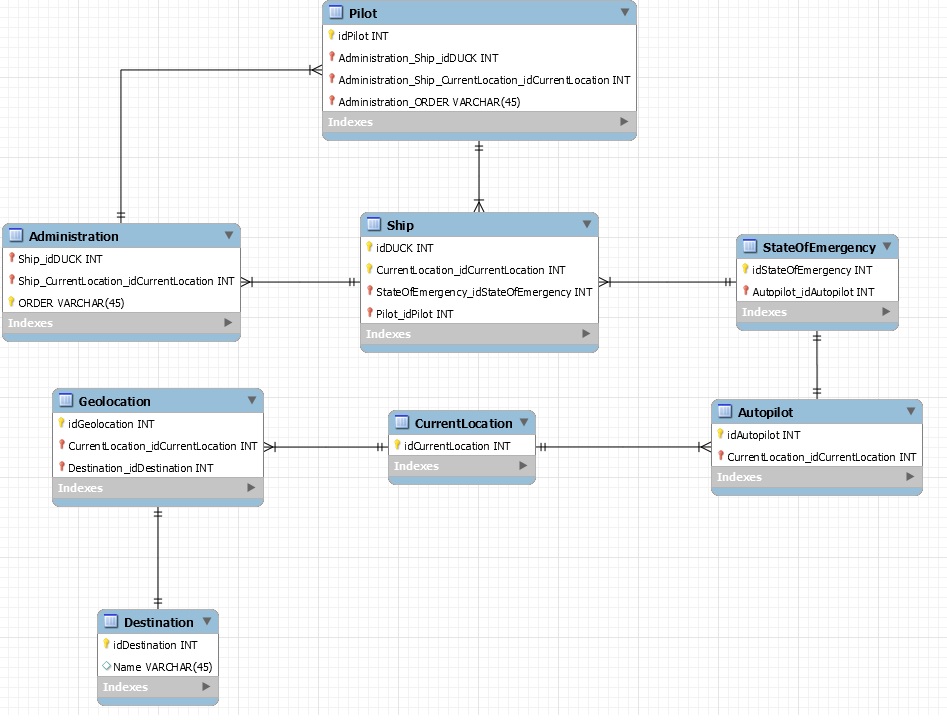 Pilot
idPilot INT
Administration_Ship_idDUCK INT
Administration_Ship_CurrentLocation_idCurrentLocation INT
Administration_ORDER VARCHAR(45)
Indexes
Administration
Ship_idDUCK INT
Ship_CurrentLocation_idCurrentLocation INT
ORDER VARCHAR(45)
Indexes
Ship
idDUCK INT
CurrentLocation_idCurrentLocation INT
StateOfEmergency_idStateOfEmergency INT
Pilot_idPilot INT
Indexes
StateOfEmergency
idStateOfEmergency INT
Autopilot_idAutopilot INT
Indexes
Geolocation
idGeolocation INT
CurrentLocation_idCurrentLocation INT
Destination_idDestination INT
Indexes
CurrentLocation
idCurrentLocation INT
Indexes
Autopilot
idAutopilot INT
CurrentLocation_idCurrentLocation INT
Indexes
Destination
idDestination INT
Name VARCHAR(45)
Indexes